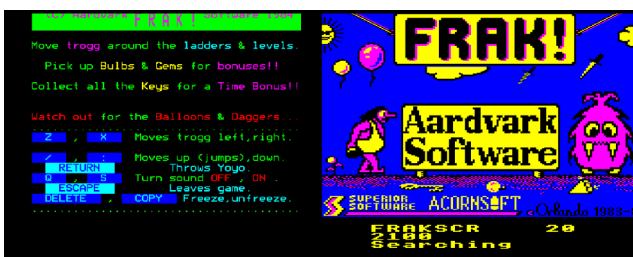 (C) Aardvark FRAK! Software 1984
Move trogg around the ladders & levels.
Pick up Bulbs & Gems for bonuses!!
Collect all the Keys for a Time Bonus!!
Watch out for the Balloons & Daggers...
Z , X Moves trogg left,right.
/ , : Moves up (jumps),down.
RETURN Throws Yoyo.
Q , S Turn sound OFF , ON .
ESCAPE Leaves game.
DELETE , COPY Freeze,unfreeze.
FRAK!
Aardvark
Software
SUPERIOR SOFTWARE ACORNSOFT
Orlando 1983-
FRAKSCR 20
2100
Searching